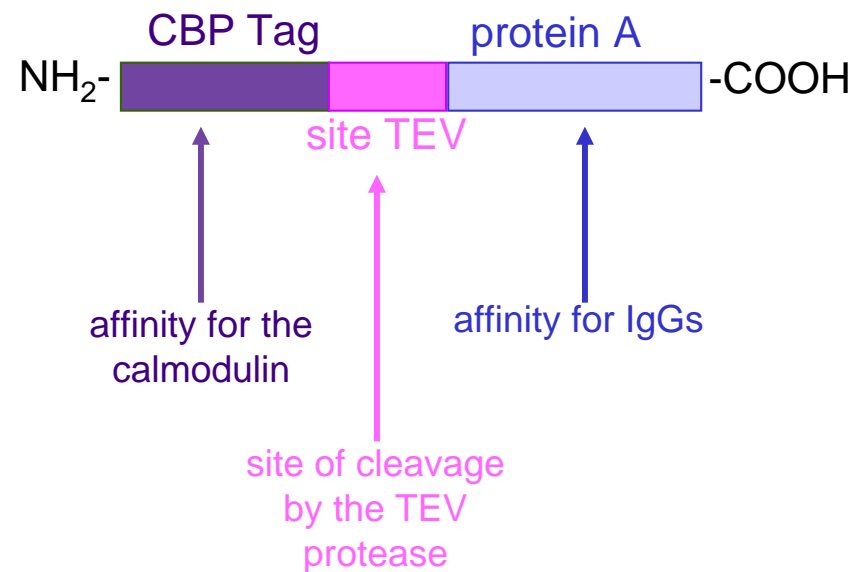 CBP Tag
protein A
NH₂-
-COOH
site TEV
affinity for the
calmodulin
affinity for IgGs
site of cleavage
by the TEV
protease